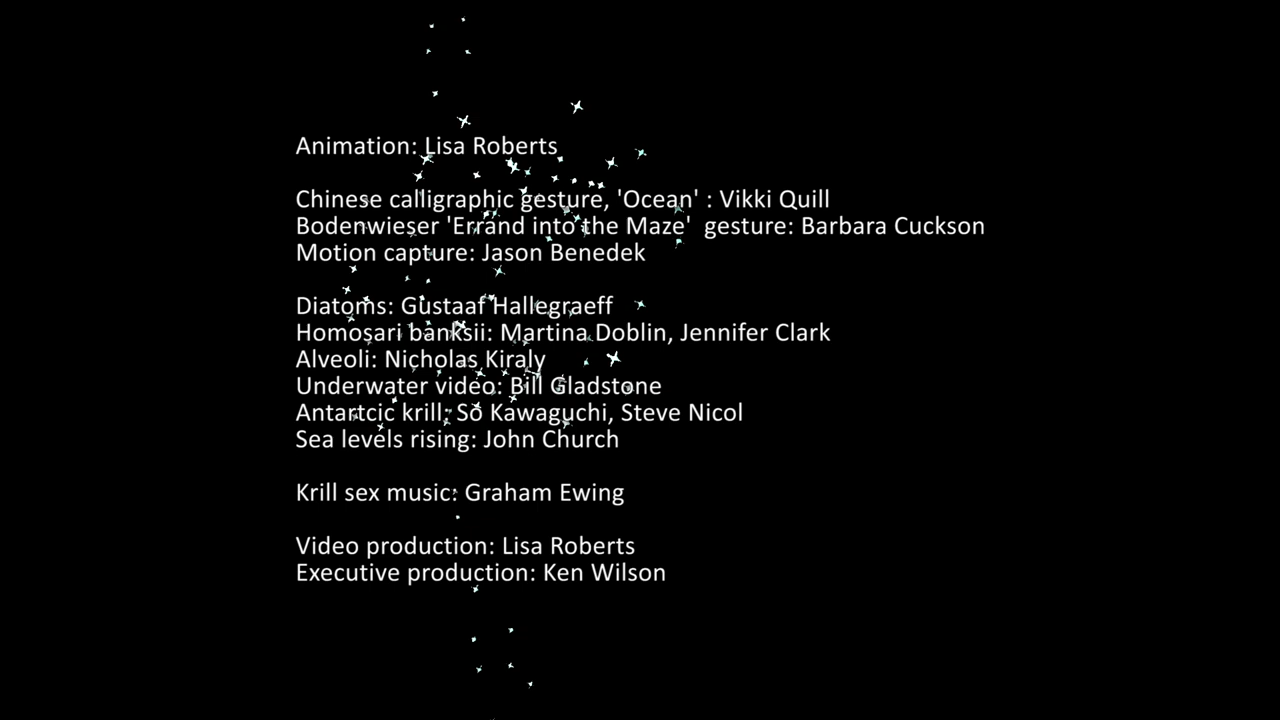 Animation: Lisa Roberts
Chinese calligraphic gesture, 'Ocean' : Vikki Quill
Bodenwieser 'Errand into the Maze'  gesture: Barbara Cuckson
Motion capture: Jason Benedek
Diatoms: Gustaaf Hallegraeff
Homosari banksii: Martina Doblin, Jennifer Clark
Alveoli: Nicholas Kiraly
Underwater video: Bill Gladstone
Antartcic krill: So Kawaguchi, Steve Nicol
Sea levels rising: John Church
Krill sex music: Graham Ewing
Video production: Lisa Roberts
Executive production: Ken Wilson